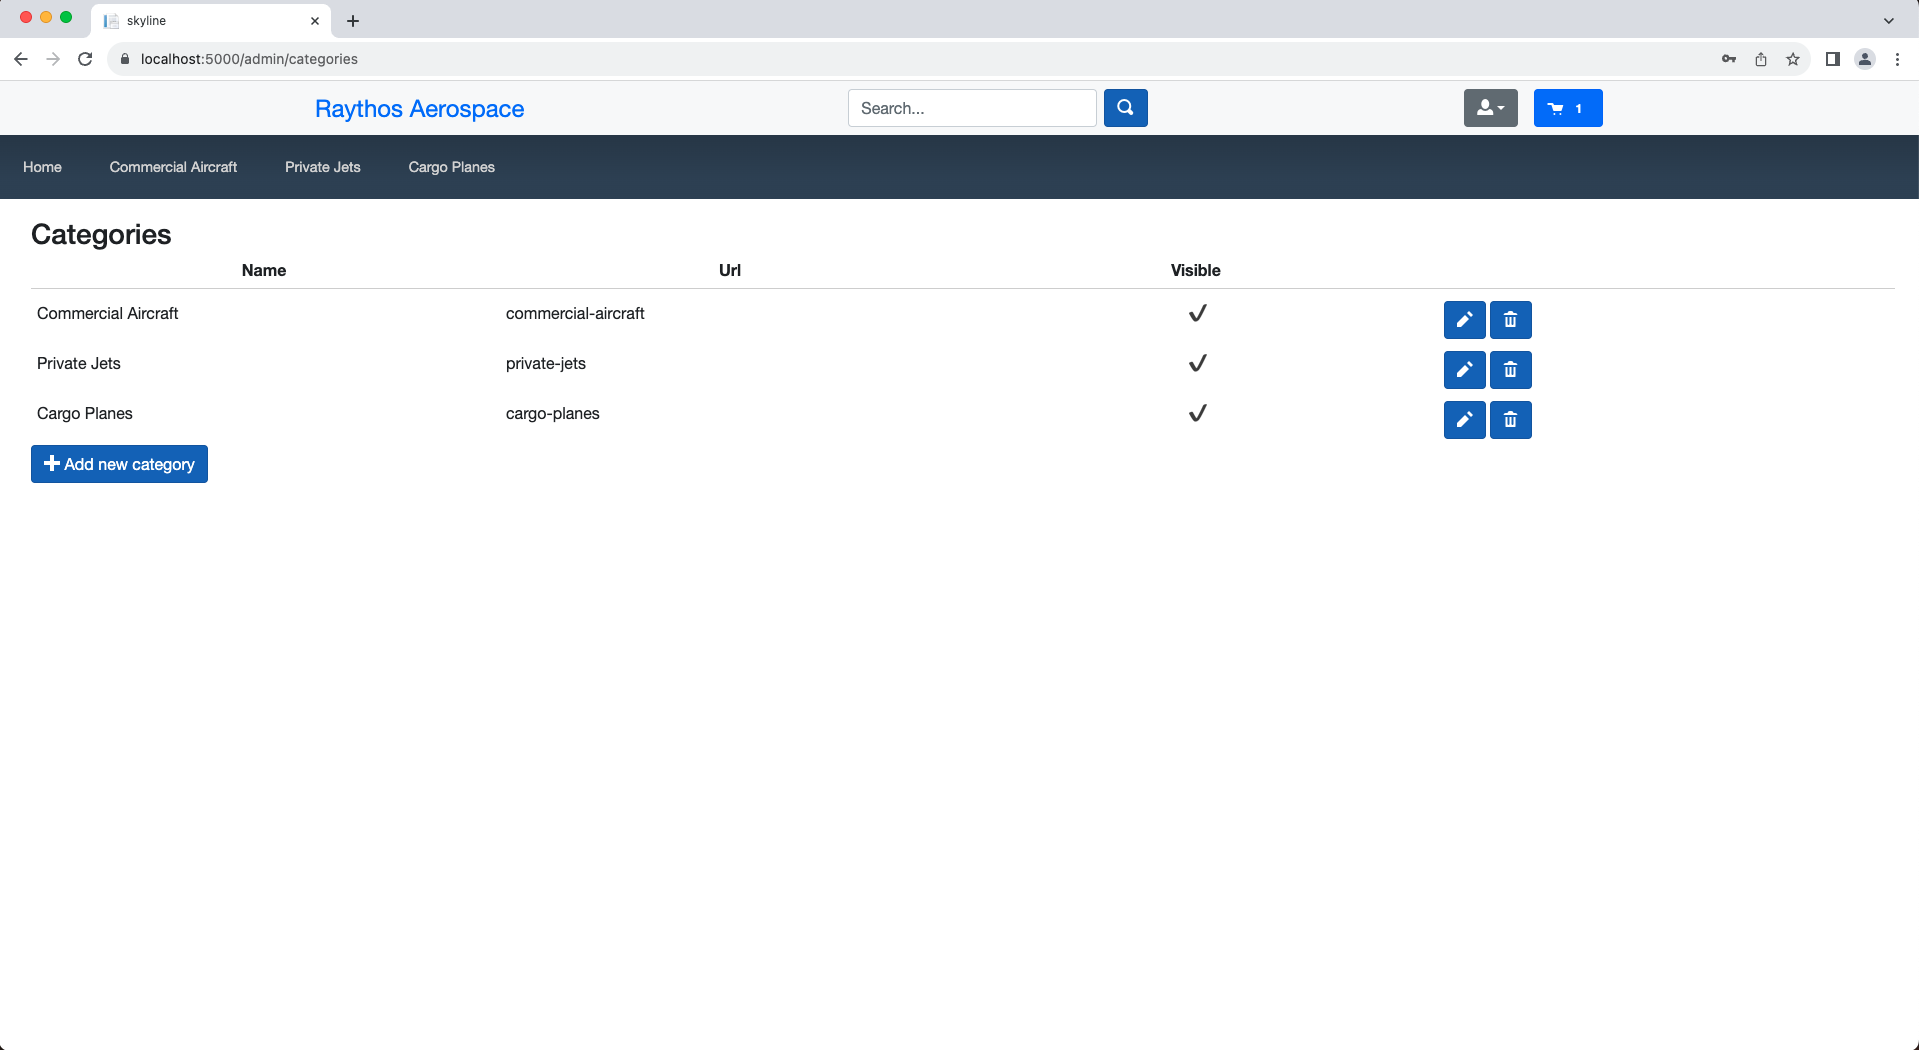 skyline
localhost:5000/admin/categories
Raythos Aerospace
Search...
1
Home Commercial Aircraft Private Jets Cargo Planes
Categories
Name Url Visible
Commercial Aircraft commercial-aircraft
Private Jets private-jets
Cargo Planes cargo-planes
Add new category